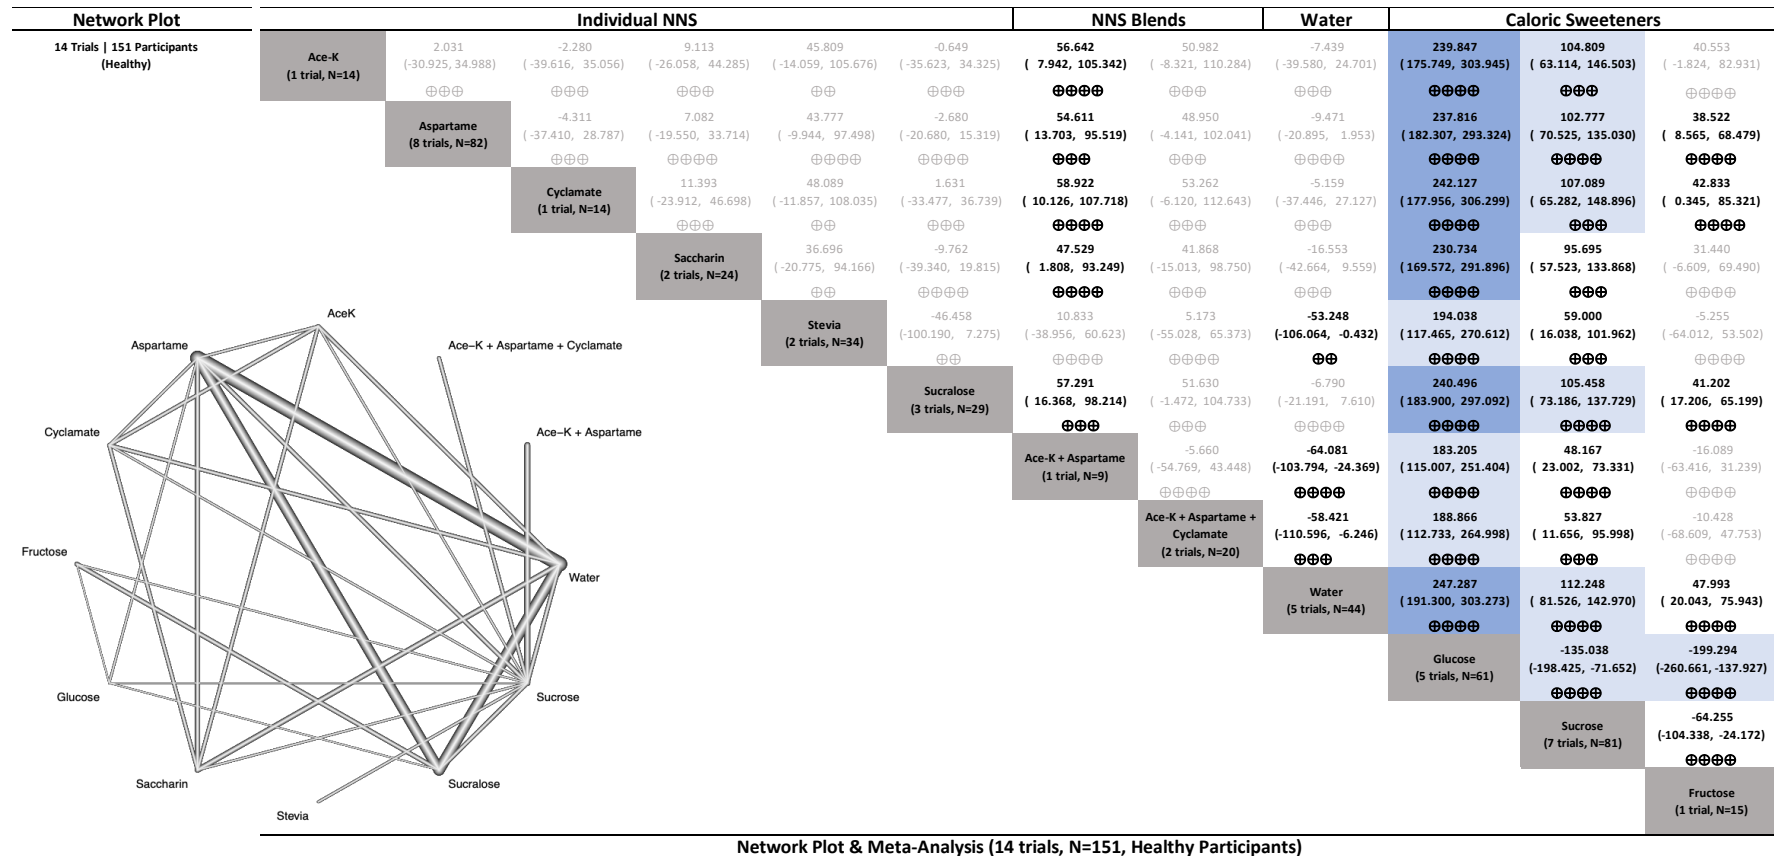 Network Plot Individual NNS NNS Blends Water Caloric Sweeteners
14 Trials | 151 Participants
(Healthy)
Ace-K
(1 trial, N=14)
2.031 -2.280 9.113 45.809 -0.649 56.642 50.982 -7.439 239.847 104.809 40.553
(-30.925, 34.988) (-39.616, 35.056) (-26.058, 44.285) (-14.059, 105.676) (-35.623, 34.325) ( 7.942, 105.342) ( -8.321, 110.284) (-39.580, 24.701) (175.749, 303.945) ( 63.114, 146.503) ( -1.824, 82.931)
⊕⊕⊕ ⊕⊕⊕ ⊕⊕⊕ ⊕⊕ ⊕⊕⊕ ⊕⊕⊕⊕ ⊕⊕⊕ ⊕⊕⊕ ⊕⊕⊕⊕ ⊕⊕⊕ ⊕⊕⊕⊕
Aspartame
(8 trials, N=82)
-4.311 7.082 43.777 -2.680 54.611 48.950 -9.471 237.816 102.777 38.522
(-37.410, 28.787) (-19.550, 33.714) ( -9.944, 97.498) (-20.680, 15.319) ( 13.703, 95.519) ( -4.141, 102.041) ( -20.895, 1.953) ( 182.307, 293.324) ( 70.525, 135.030) ( 8.565, 68.479)
⊕⊕⊕ ⊕⊕⊕⊕ ⊕⊕⊕⊕ ⊕⊕⊕⊕ ⊕⊕⊕ ⊕⊕⊕ ⊕⊕⊕⊕ ⊕⊕⊕⊕ ⊕⊕⊕⊕ ⊕⊕⊕⊕
Cyclamate
(1 trial, N=14)
11.393 48.089 1.631 58.922 53.262 -5.159 242.127 107.089 42.833
(-23.912, 46.698) (-11.857, 108.035) (-33.477, 36.739) ( 10.126, 107.718) ( -6.120, 112.643) ( -37.446, 27.127) (177.956, 306.299) ( 65.282, 148.896) ( 0.345, 85.321)
⊕⊕⊕ ⊕⊕ ⊕⊕⊕ ⊕⊕⊕⊕ ⊕⊕⊕ ⊕⊕⊕ ⊕⊕⊕⊕ ⊕⊕⊕ ⊕⊕⊕⊕
Saccharin
(2 trials, N=24)
36.696 -9.762 47.529 41.868 -16.553 230.734 95.695 31.440
(-20.775, 94.166) (-39.340, 19.815) ( 1.808, 93.249) (-15.013, 98.750) ( -42.664, 9.559) ( 169.572, 291.896) ( 57.523, 133.868) ( -6.609, 69.490)
⊕⊕ ⊕⊕⊕⊕ ⊕⊕⊕⊕ ⊕⊕⊕ ⊕⊕⊕ ⊕⊕⊕⊕ ⊕⊕⊕ ⊕⊕⊕⊕
Stevia
(2 trials, N=34)
-46.458 10.833 5.173 -53.248 194.038 59.000 -5.255
(-100.190, 7.275) (-38.956, 60.623) (-55.028, 65.373) (-106.064, -0.432) (117.465, 270.612) ( 16.038, 101.962) (-64.012, 53.502)
⊕⊕ ⊕⊕⊕⊕ ⊕⊕⊕⊕ ⊕⊕ ⊕⊕⊕⊕ ⊕⊕⊕ ⊕⊕⊕⊕
Sucralose
(3 trials, N=29)
57.291 51.630 -6.790 240.496 105.458 41.202
( 16.368, 98.214) ( -1.472, 104.733) ( -21.191, 7.610) (183.900, 297.092) ( 73.186, 137.729) ( 17.206, 65.199)
⊕⊕⊕ ⊕⊕⊕ ⊕⊕⊕⊕ ⊕⊕⊕⊕ ⊕⊕⊕⊕ ⊕⊕⊕⊕
Ace-K + Aspartame
(1 trial, N=9)
-5.660 -64.081 183.205 48.167 -16.089
(-54.769, 43.448) (-103.794, -24.369) (115.007, 251.404) ( 23.002, 73.331) (-63.416, 31.239)
⊕⊕⊕⊕ ⊕⊕⊕⊕ ⊕⊕⊕⊕ ⊕⊕⊕⊕ ⊕⊕⊕⊕
Ace-K + Aspartame +
Cyclamate
(2 trials, N=20)
-58.421 188.866 53.827 -10.428
(-110.596, -6.246) (112.733, 264.998) ( 11.656, 95.998) (-68.609, 47.753)
⊕⊕⊕ ⊕⊕⊕⊕ ⊕⊕⊕ ⊕⊕⊕⊕
Water
(5 trials, N=44)
247.287 112.248 47.993
( 191.300, 303.273) ( 81.526, 142.970) ( 20.043, 75.943)
⊕⊕⊕⊕ ⊕⊕⊕⊕ ⊕⊕⊕⊕
Glucose
(5 trials, N=61)
-135.038 -199.294
(-198.425, -71.652) (-260.661, -137.927)
⊕⊕⊕⊕ ⊕⊕⊕⊕
Sucrose
(7 trials, N=81)
-64.255
(-104.338, -24.172)
⊕⊕⊕⊕
Fructose
(1 trial, N=15)
AceK
Aspartame
Ace-K + Aspartame + Cyclamate
Cyclamate
Ace-K + Aspartame
Fructose
Water
Glucose
Sucrose
Saccharin
Sucralose
Stevia
Network Plot & Meta-Analysis (14 trials, N=151, Healthy Participants)